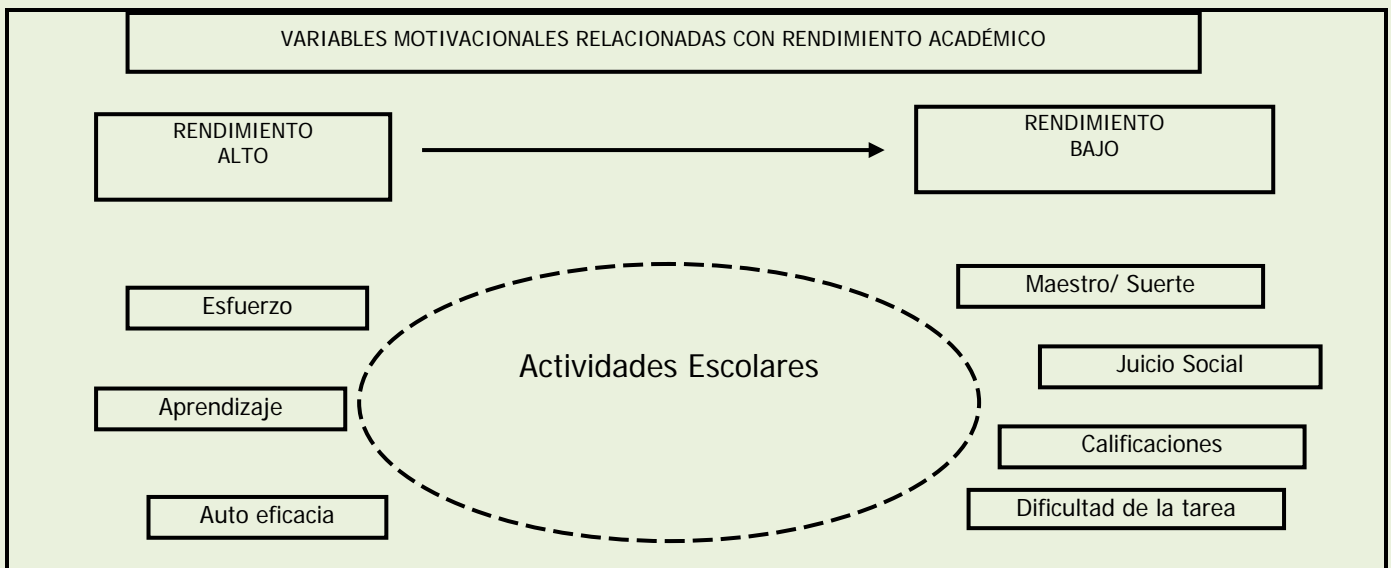 VARIABLES MOTIVACIONALES RELACIONADAS CON RENDIMIENTO ACADÉMICO
RENDIMIENTO
ALTO
RENDIMIENTO
BAJO
Esfuerzo
Aprendizaje
Auto eficacia
Actividades Escolares
Maestro/ Suerte
Juicio Social
Calificaciones
Dificultad de la tarea